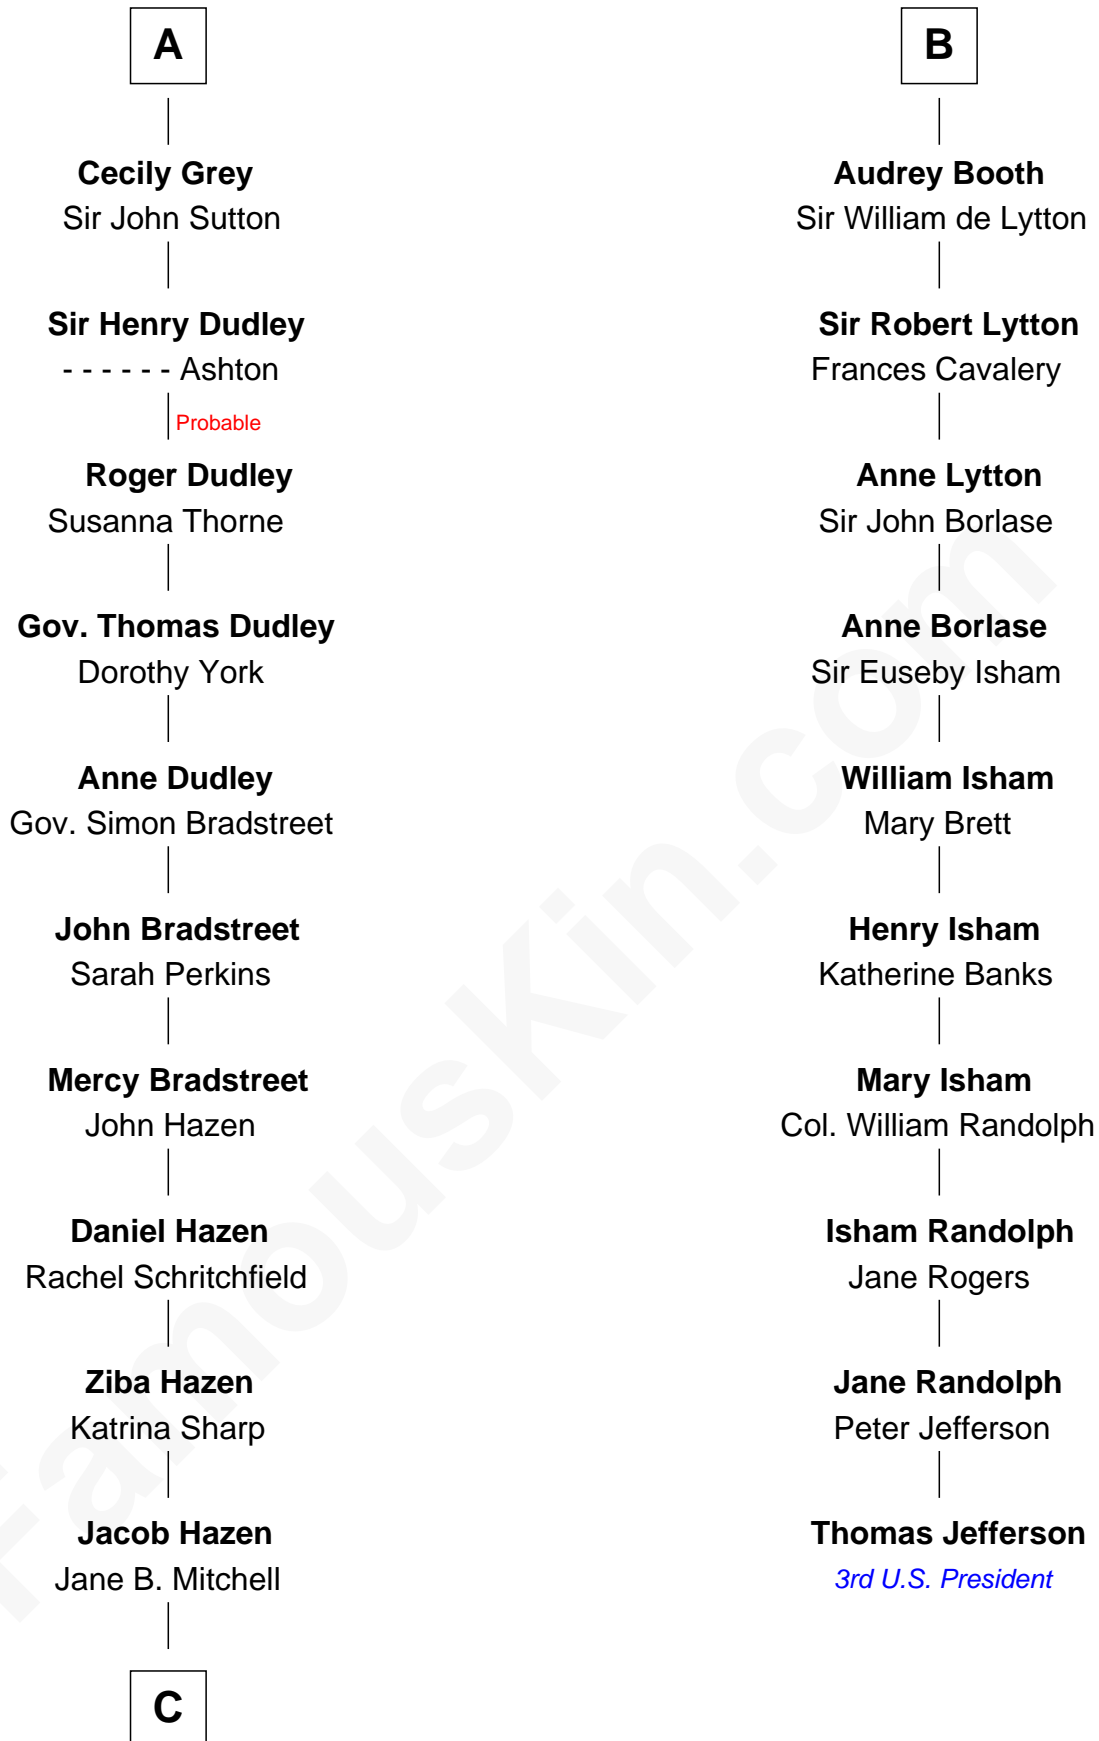 A
Cecily Grey
Sir John Sutton
Sir Henry Dudley
- - - - - - Ashton
Probable
Roger Dudley
Susanna Thorne
Gov. Thomas Dudley
Dorothy York
Anne Dudley
Gov. Simon Bradstreet
John Bradstreet
Sarah Perkins
Mercy Bradstreet
John Hazen
Daniel Hazen
Rachel Schritchfield
Ziba Hazen
Katrina Sharp
Jacob Hazen
Jane B. Mitchell
C
B
Audrey Booth
Sir William de Lytton
Sir Robert Lytton
Frances Cavalery
Anne Lytton
Sir John Borlase
Anne Borlase
Sir Euseby Isham
William Isham
Mary Brett
Henry Isham
Katherine Banks
Mary Isham
Col. William Randolph
Isham Randolph
Jane Rogers
Jane Randolph
Peter Jefferson
Thomas Jefferson
3rd U.S. President
FamousKin.com